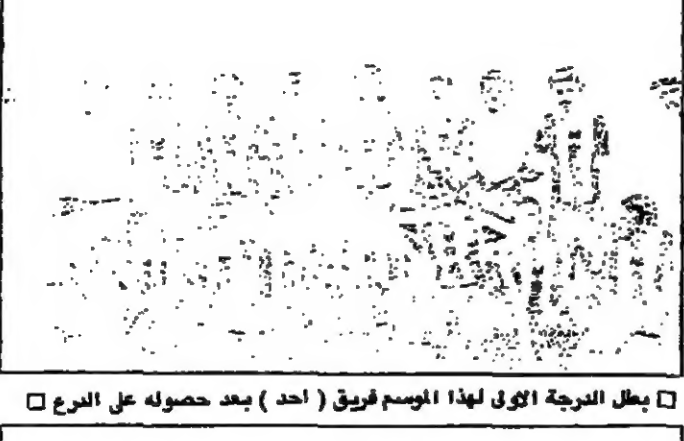 □ بطل الدرجة الاولى لهذا الموسم فريق ( احد ) بعد حصوله على الدرع □